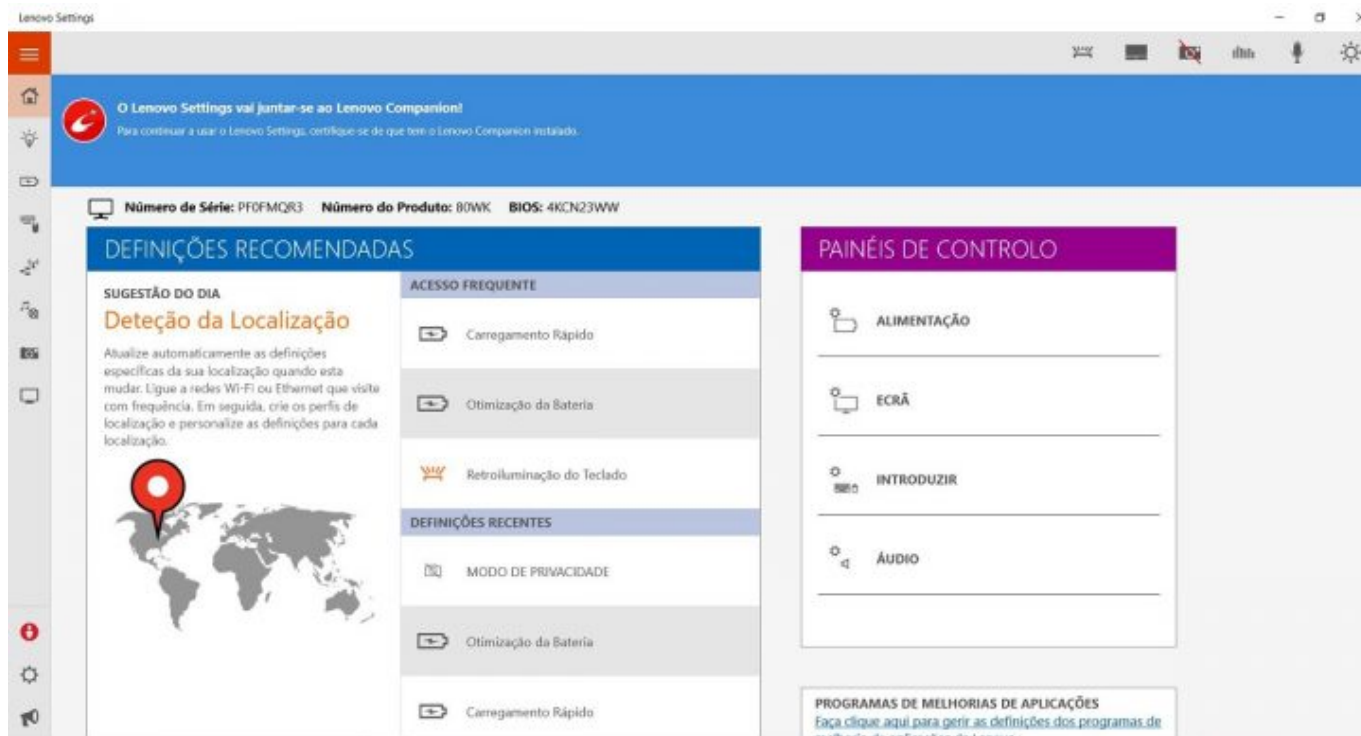 Lenovo Settings
O Lenovo Settings vai juntar-se ao Lenovo Companion!
Para continuar a usar o Lenovo Settings, certifique-se de que tem o Lenovo Companion instalado.
Número de Série: PF0FMQR3 Número do Produto: 80WK BIOS: 4KCN23WW
DEFINIÇÕES RECOMENDADAS
SUGESTÃO DO DIA
Deteção da Localização
Atualize automaticamente as definições
específicas da sua localização quando esta
mudar. Ligue a redes Wi-Fi ou Ethernet que visite
com frequência. Em seguida, crie os perfis de
localização e personalize as definições para cada
localização.
ACESSO FREQUENTE
Carregamento Rápido
Otimização da Bateria
Retroiluminação do Teclado
DEFINIÇÕES RECENTES
MODO DE PRIVACIDADE
Otimização da Bateria
Carregamento Rápido
PAINÉIS DE CONTROLO
ALIMENTAÇÃO
ECRÃ
INTRODUZIR
ÁUDIO
PROGRAMAS DE MELHORIAS DE APLICAÇÕES
Faça clique aqui para gerir as definições dos programas de